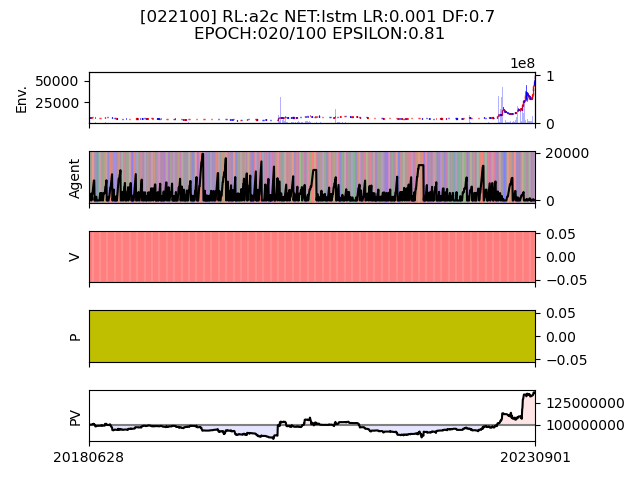 [022100] RL:a2c NET:lstm LR:0.001 DF:0.7
EPOCH:020/100 EPSILON:0.81
1e8
Env.
50000
25000
1
0
Agent
20000
0
V
0.05
0.00
−0.05
P
0.05
0.00
−0.05
PV
125000000
100000000
20180628
20230901